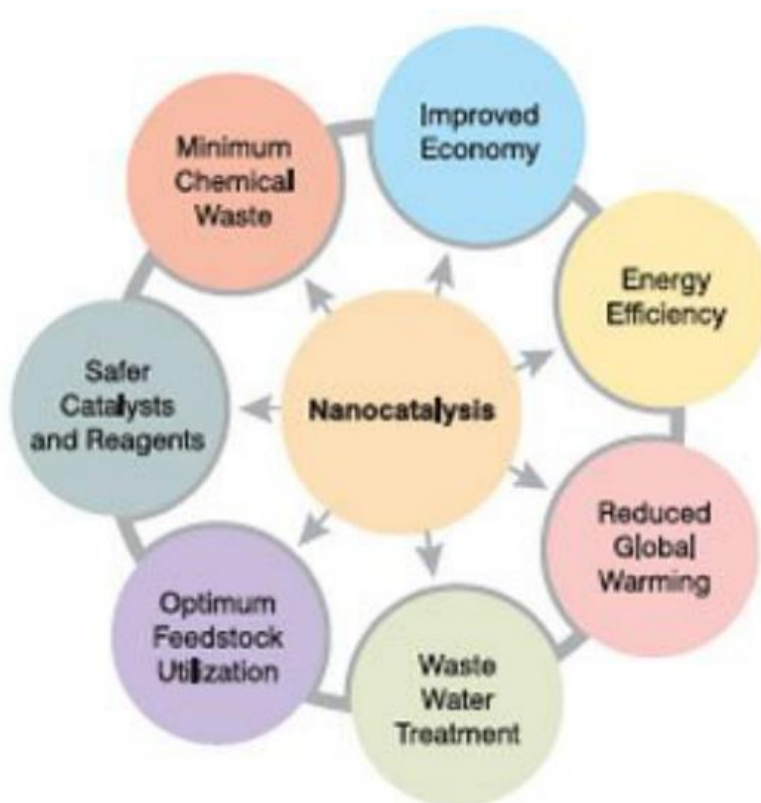 Improved
Economy
Energy
Efficiency
Reduced
Global
Warming
Waste
Water
Treatment
Optimum
Feedstock
Utilization
Safer
Catalysts
and Reagents
Minimum
Chemical
Waste
Nanocatalysis